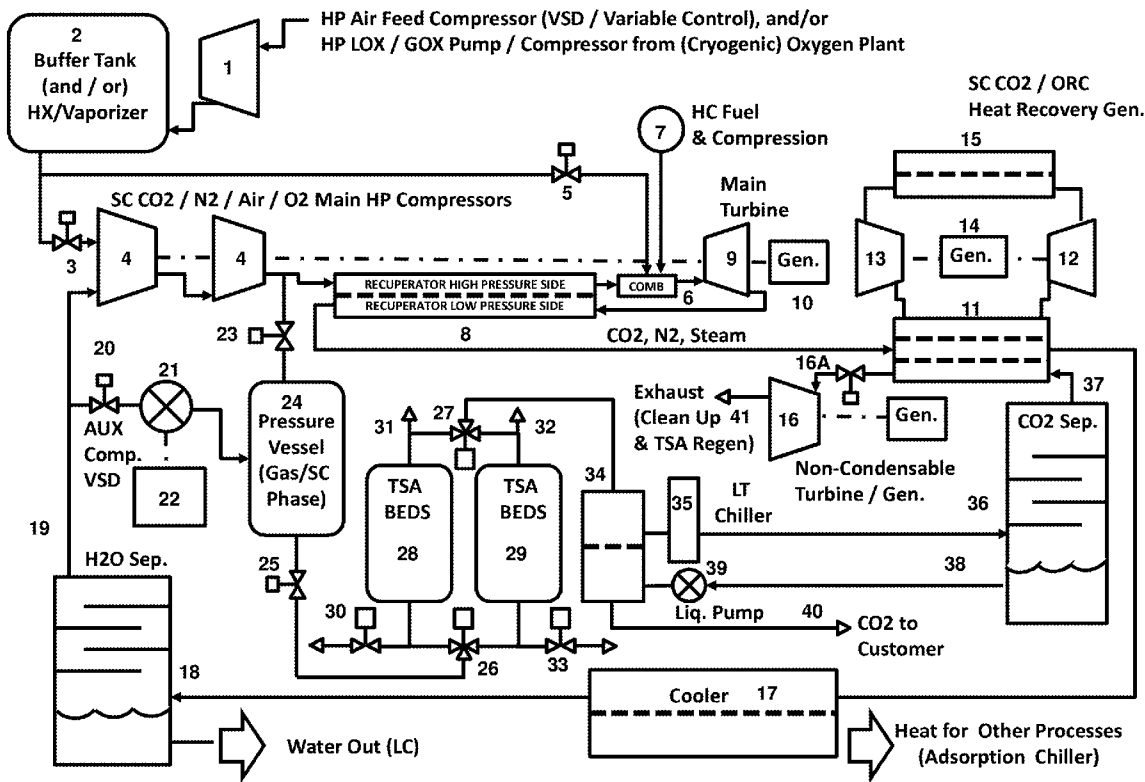 HP Air Feed Compressor (VSD / Variable Control), and/or
HP LOX / GOX Pump / Compressor from (Cryogenic) Oxygen Plant
2
Buffer Tank
(and / or)
HX/Vaporizer
1
HC Fuel
& Compression
7
SC CO2 / ORC
Heat Recovery Gen.
15
5
SC CO2 / N2 / Air / O2 Main HP Compressors
Main
Turbine
3
4
4
9
Gen.
10
13
14
Gen.
12
RECUPERATOR HIGH PRESSURE SIDE
RECUPERATOR LOW PRESSURE SIDE
COMB
6
8
CO2, N2, Steam
11
23
20
21
AUX
Comp.
VSD
22
24
Pressure
Vessel
(Gas/SC
Phase)
31
27
32
16A
Exhaust
(Clean Up 41
& TSA Regen)
16
Gen.
Non-Condensable
Turbine / Gen.
37
CO2 Sep.
TSA
BEDS
28
TSA
BEDS
29
34
35
LT
Chiller
36
19
H2O Sep.
25
30
26
33
39
Liq. Pump
38
40
CO2 to
Customer
18
Cooler 17
Water Out (LC)
Heat for Other Processes
(Adsorption Chiller)